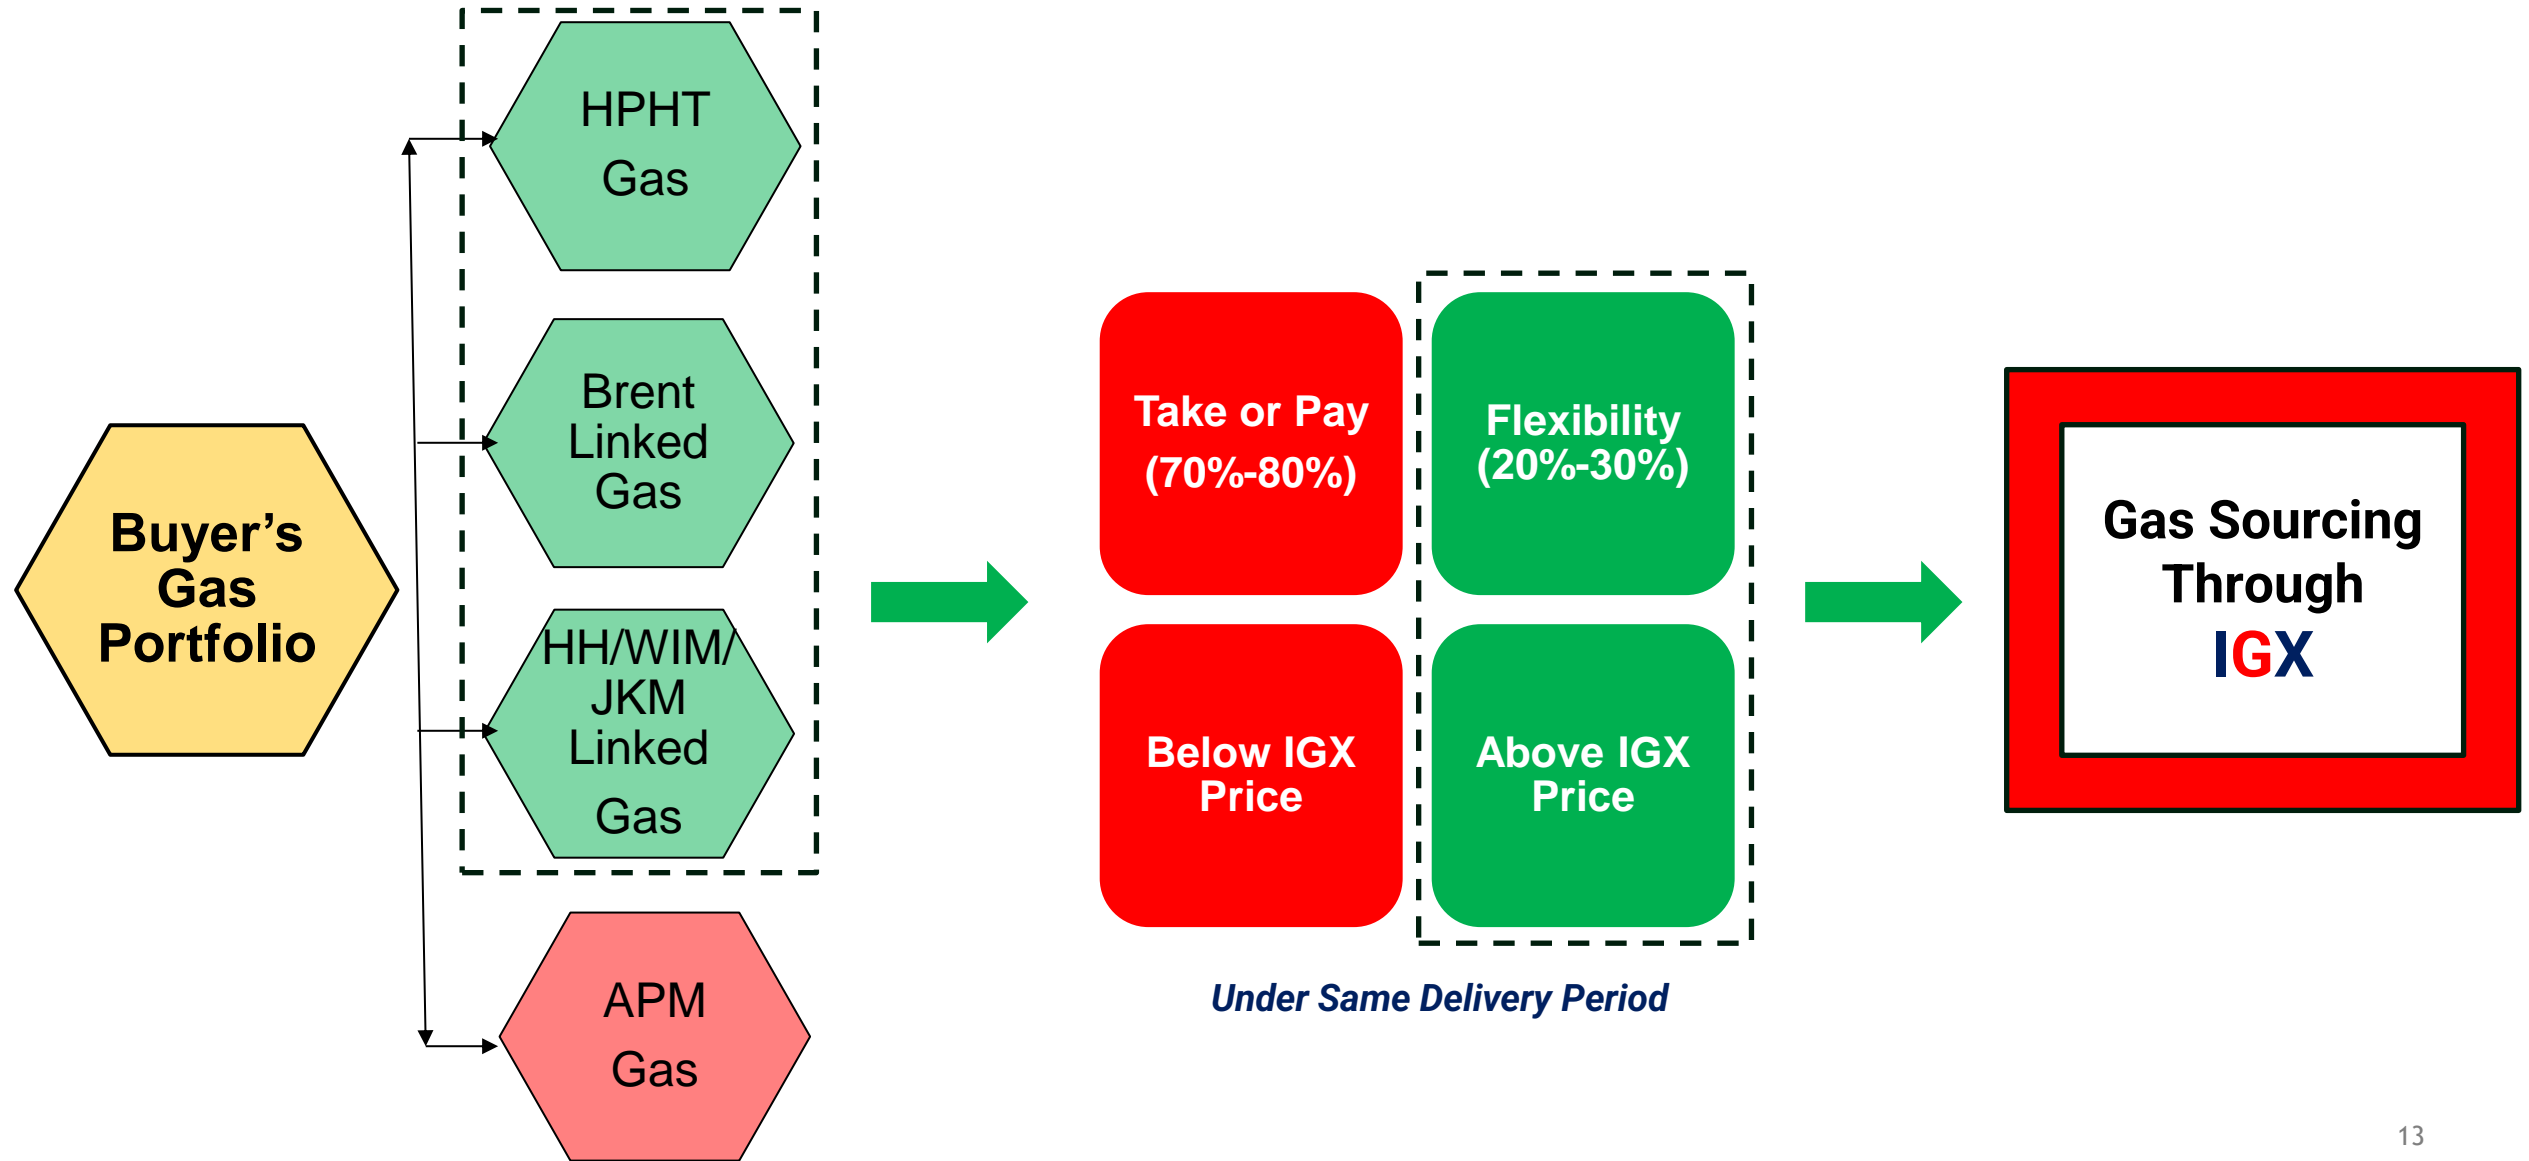 Buyer’s
Gas
Portfolio
HPHT
Gas
Brent
Linked
Gas
HH/WIM/
JKM
Linked
Gas
APM
Gas
Take or Pay
(70%-80%)
Flexibility
(20%-30%)
Below IGX
Price
Above IGX
Price
Under Same Delivery Period
Gas Sourcing
Through
IGX
13